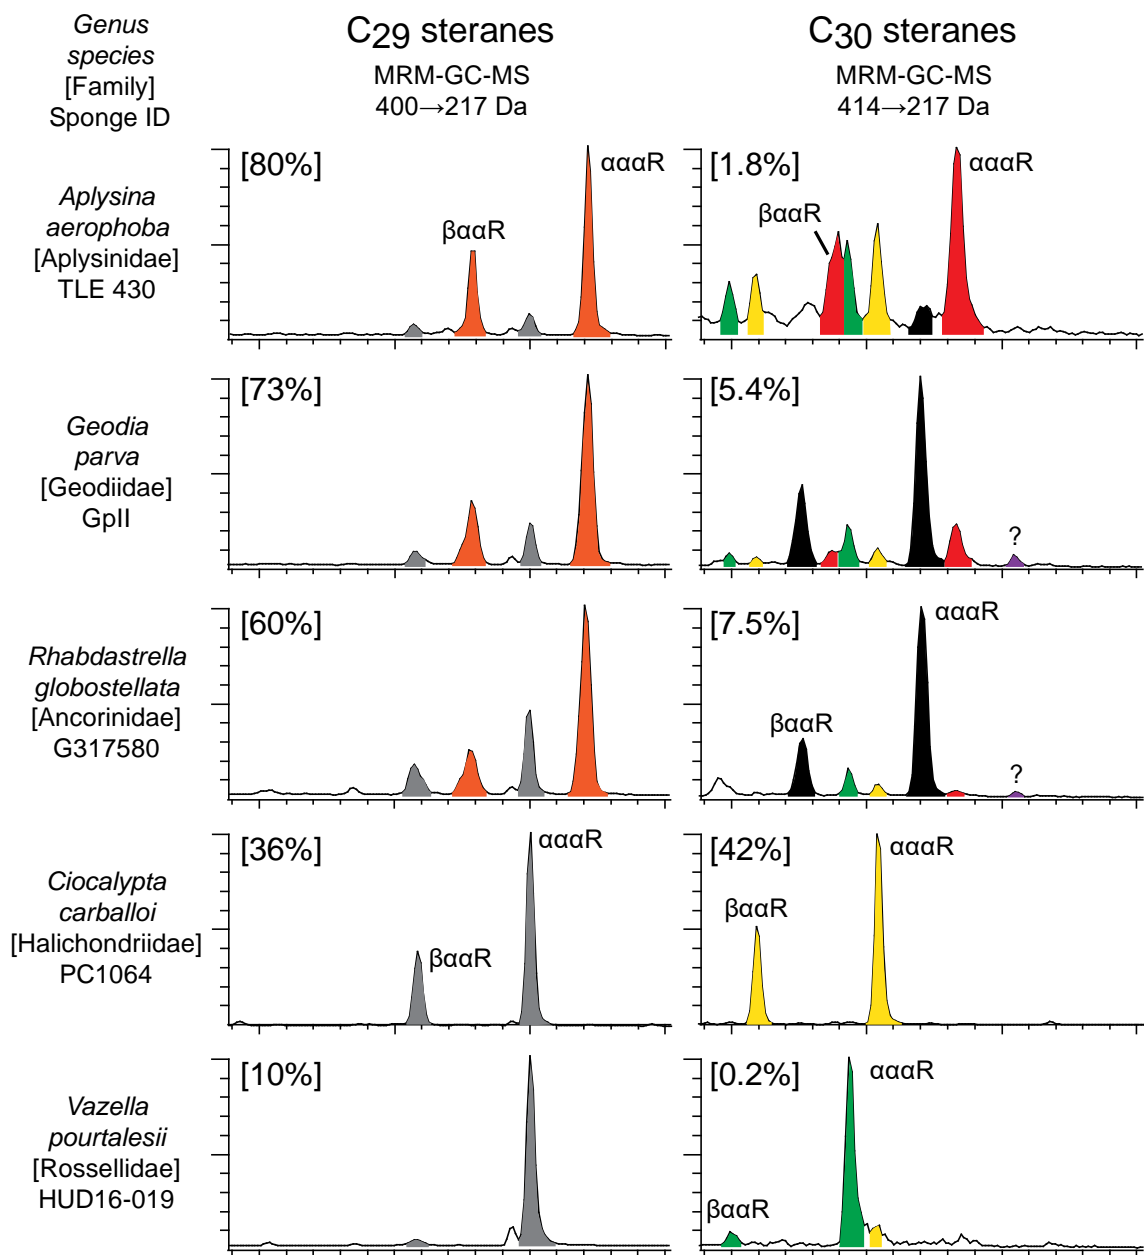 Genus
species
[Family]
Sponge ID
C29 steranes
MRM-GC-MS
400→217 Da
C30 steranes
MRM-GC-MS
414→217 Da
Aplysina
aerophoba
[Aplysinidae]
TLE 430
[80%]
βααR
αααR
[1.8%]
βααR
αααR
Geodia
parva
[Geodiidae]
GpII
[73%]
[5.4%]
?
Rhabdastrella
globostellata
[Ancorinidae]
G317580
[60%]
[7.5%]
βααR
αααR
?
Ciocalypta
carballoi
[Halichondriidae]
PC1064
[36%]
βααR
αααR
[42%]
βααR
αααR
Vazella
pourtalesii
[Rossellidae]
HUD16-019
[10%]
[0.2%]
βααR
αααR